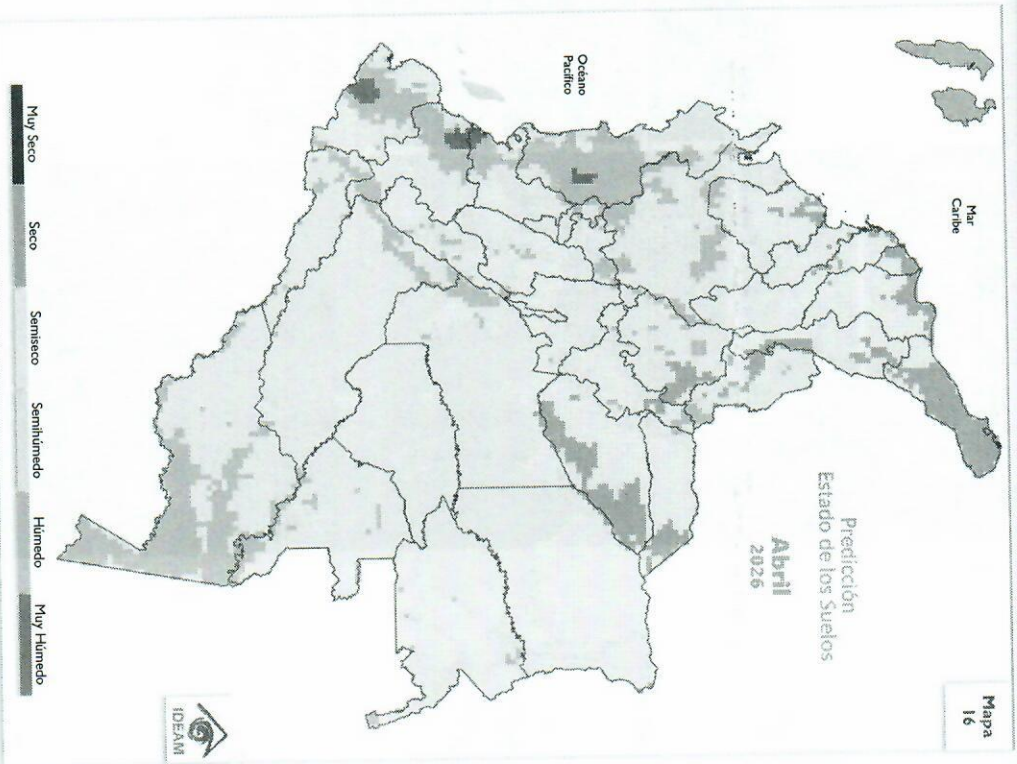 Mapa
16
Predicción
Estado de los Suelos
Abril
2026
Mar
Caribe
Océano
Pacífico
IDEAM
Muy Seco
Seco
Semiseco
Semihúmedo
Húmedo
Muy Húmedo